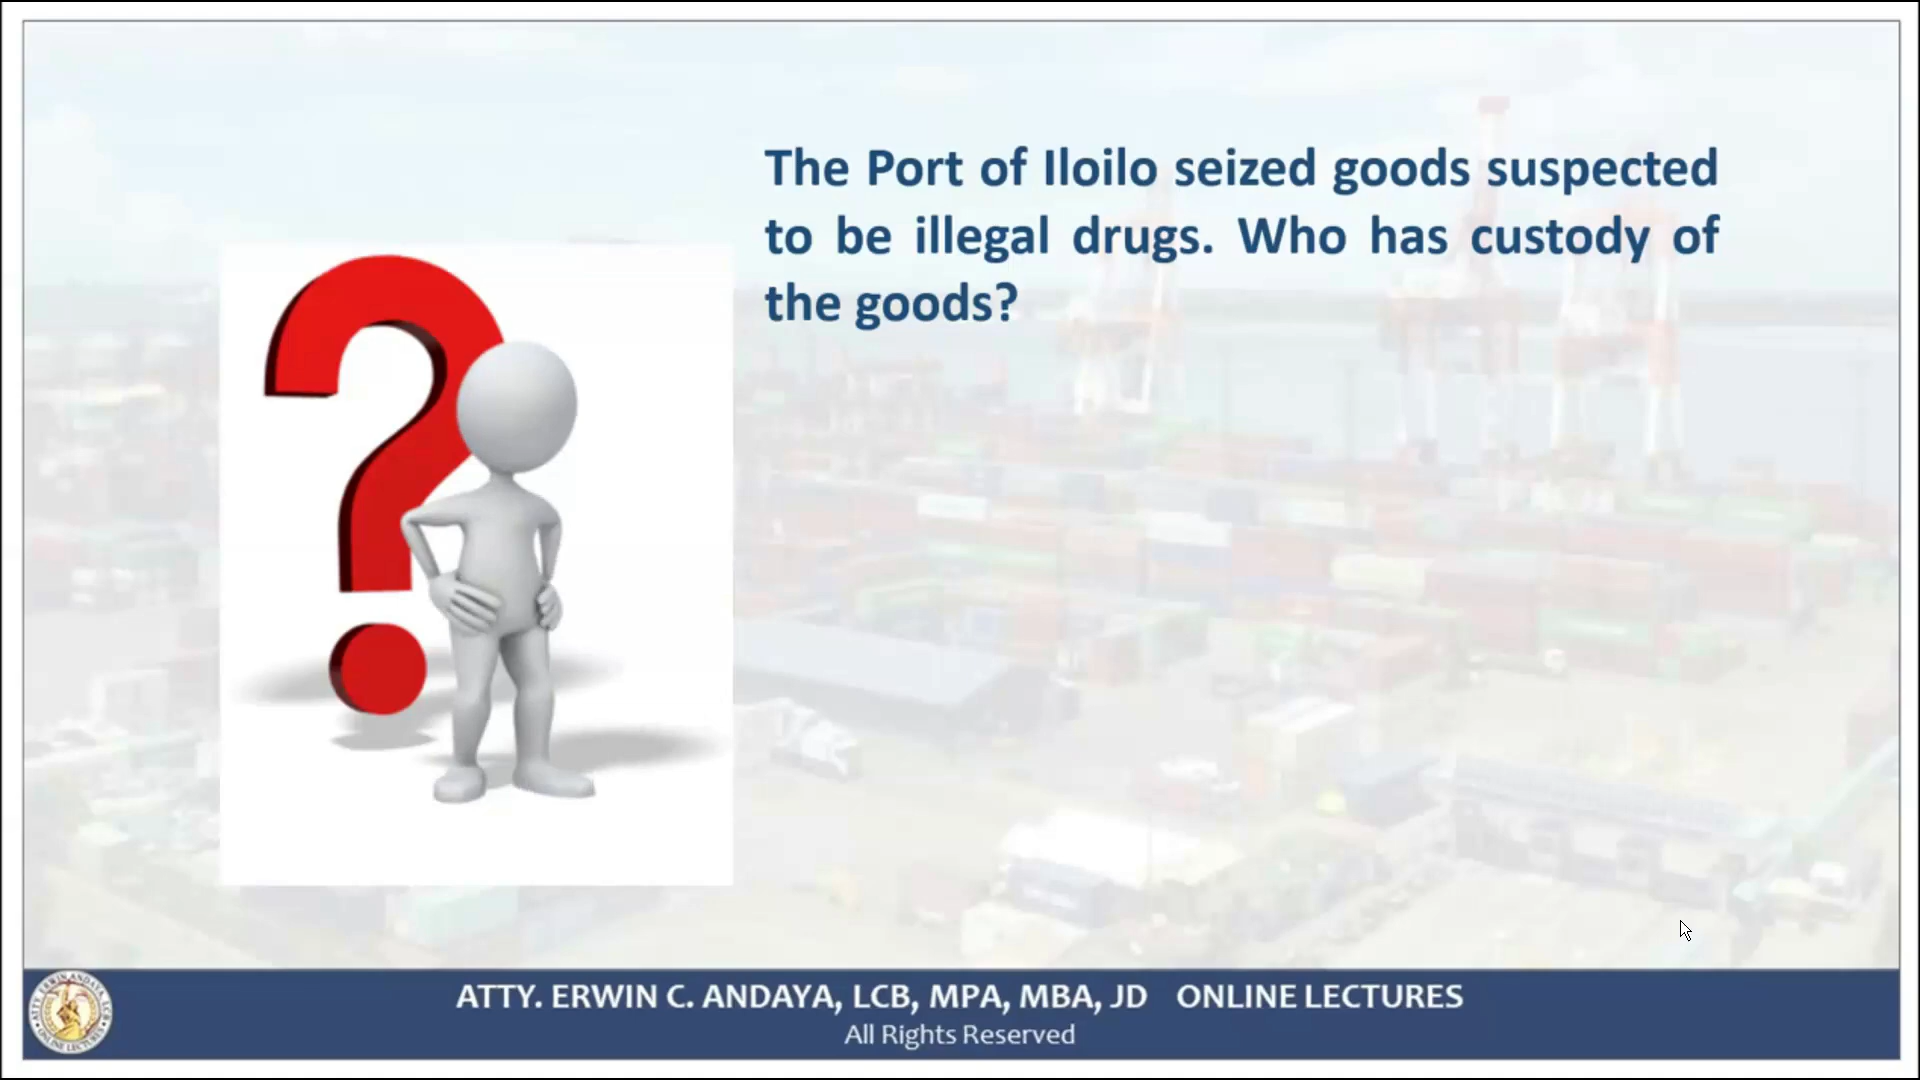 The Port of Iloilo seized goods suspected
to be illegal drugs. Who has custody of
the goods?
ATTY. ERWIN C. ANDAYA, LCB, MPA, MBA, JD ONLINE LECTURES
All Rights Reserved